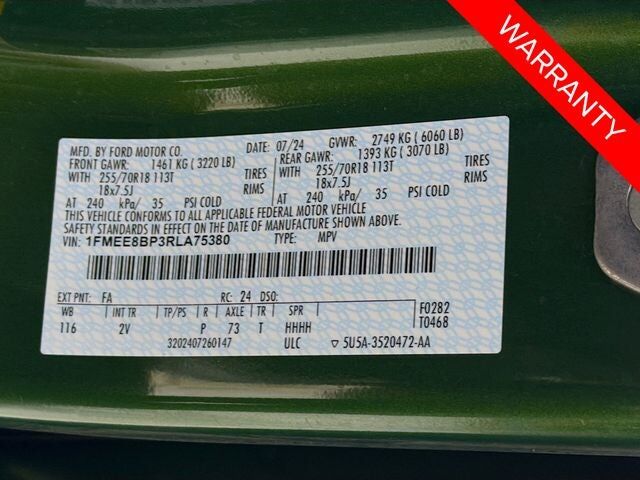 WARRANTY
MFD. BY FORD MOTOR CO. DATE: 07/24 GVWR: 2749 KG (6060 LB)
FRONT GAWR: 1461 KG (3220 LB) REAR GAWR: 1393 KG (3070 LB)
WITH 255/70R18 113T TIRES WITH 255/70R18 113T TIRES
18x7.5J RIMS 18x7.5J RIMS
AT 240 kPa/ 35 PSI COLD AT 240 kPa/ 35 PSI COLD
THIS VEHICLE CONFORMS TO ALL APPLICABLE FEDERAL MOTOR VEHICLE
SAFETY STANDARDS IN EFFECT ON THE DATE OF MANUFACTURE SHOWN ABOVE.
VIN: 1FMEE8BP3RLA75380 TYPE: MPV
EXT PNT: FA RC: 24 DSO:
WB INT TR TP/PS R AXLE TR SPR F0282
116 2V P 73 T HHHH T0468
3202407260147 ULC 5U5A-3520472-AA